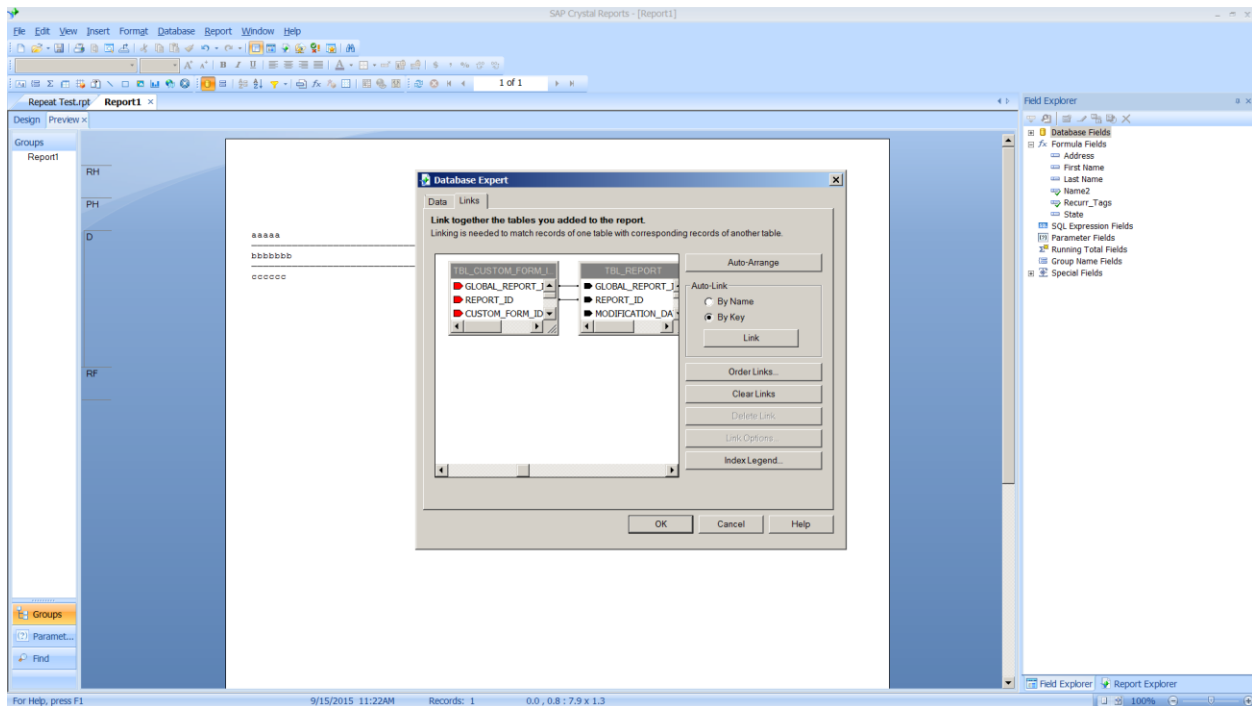 SAP Crystal Reports - [Report1]
File Edit View Insert Format Database Report Window Help
1 of 1
Repeat Test.rpt Report1 ×
Field Explorer
Design Preview ×
Groups
Report1
RH
PH
D
RF
aaaaa
bbbbbbb
cccccc
Database Expert
Data Links
Link together the tables you added to the report.
Linking is needed to match records of one table with corresponding records of another table.
TBL_CUSTOM_FORM_I...
GLOBAL_REPORT_I
REPORT_ID
CUSTOM_FORM_ID
TBL_REPORT
GLOBAL_REPORT_I
REPORT_ID
MODIFICATION_DA
Auto-Arrange
Auto-Link
By Name
By Key
Link
Order Links...
Clear Links
Delete Link
Link Options...
Index Legend...
OK Cancel Help
Database Fields
Formula Fields
Address
First Name
Last Name
Name2
Recurr_Tags
State
SQL Expression Fields
Parameter Fields
Running Total Fields
Group Name Fields
Special Fields
Groups
Paramet...
Find
Field Explorer Report Explorer
For Help, press F1 9/15/2015 11:22AM Records: 1 0.0 , 0.8 : 7.9 x 1.3 100%